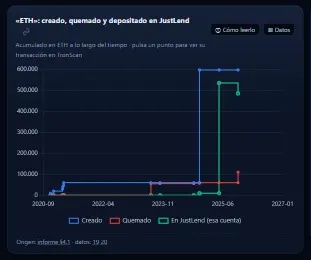 «ETH»: creado, quemado y depositado en JustLend
Cómo leerlo
Datos
Acumulado en ETH a lo largo del tiempo · pulsa un punto para ver su
transacción en TronScan
600.000
500.000
400.000
300.000
200.000
100.000
0
2020-09
2022-04
2023-11
2025-06
2027-01
Creado
Quemado
En JustLend (esa cuenta)
Origen: informe §4.1 · datos: 19 20